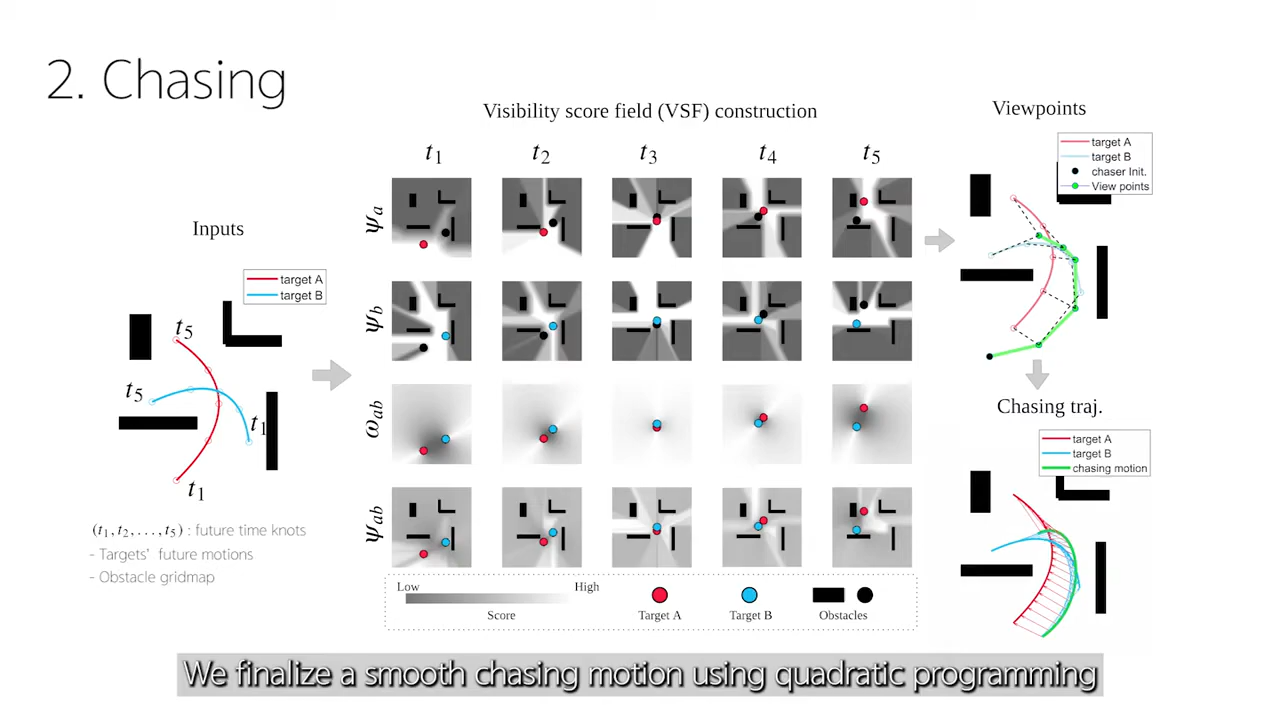 2. Chasing
Inputs
target A
target B
t5
t5
t1
t1
(t1, t2, . . . , t5) : future time knots
- Targets' future motions
- Obstacle gridmap
Visibility score field (VSF) construction
t1 t2 t3 t4 t5
ψa
ψb
ωab
ψab
Low High
Score
Target A
Target B
Obstacles
Viewpoints
target A
target B
chaser Init.
View points
Chasing traj.
target A
target B
chasing motion
We finalize a smooth chasing motion using quadratic programming